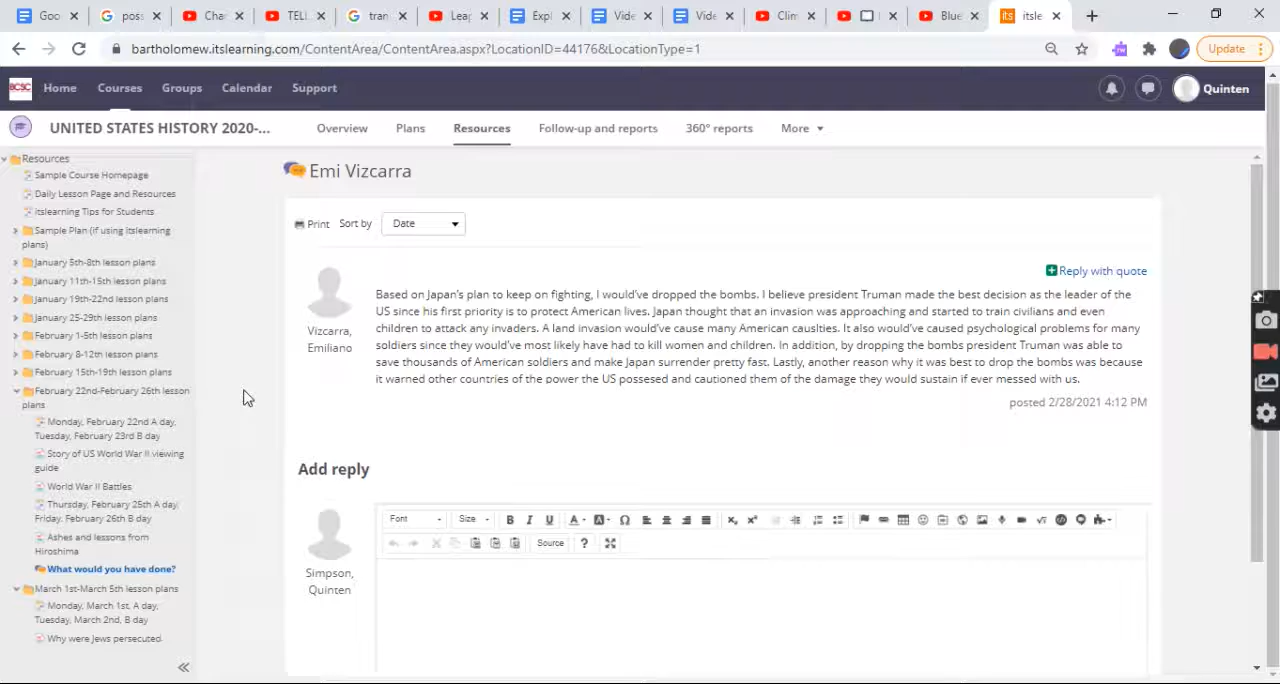 Goo
poss
Cha
TELL
tran
Leap
Expl
Vide
Vide
Clim
Blue
its
itsle
bartholomew.itslearning.com/ContentArea/ContentArea.aspx?LocationID=44176&LocationType=1
Update
BCSC
Home
Courses
Groups
Calendar
Support
Quinten
UNITED STATES HISTORY 2020-...
Overview
Plans
Resources
Follow-up and reports
360° reports
More
Resources
Sample Course Homepage
Daily Lesson Page and Resources
itslearning Tips for Students
Sample Plan (if using itslearning
plans)
January 5th-8th lesson plans
January 11th-15th lesson plans
January 19th-22nd lesson plans
January 25-29th lesson plans
February 1-5th lesson plans
February 8-12th lesson plans
February 15th-19th lesson plans
February 22nd-February 26th lesson
plans
Monday, February 22nd A day,
Tuesday, February 23rd B day
Story of US World War II viewing
guide
World War II Battles
Thursday, February 25th A day,
Friday, February 26th B day
Ashes and lessons from
Hiroshima
What would you have done?
March 1st-March 5th lesson plans
Monday, March 1st, A day,
Tuesday, March 2nd, B day
Why were Jews persecuted.
Emi Vizcarra
Print Sort by Date
Reply with quote
Vizcarra,
Emiliano
Based on Japan's plan to keep on fighting, I would've dropped the bombs. I believe president Truman made the best decision as the leader of the
US since his first priority is to protect American lives. Japan thought that an invasion was approaching and started to train civilians and even
children to attack any invaders. A land invasion would've cause many American causlties. It also would've caused psychological problems for many
soldiers since they would've most likely have had to kill women and children. In addition, by dropping the bombs president Truman was able to
save thousands of American soldiers and make Japan surrender pretty fast. Lastly, another reason why it was best to drop the bombs was because
it warned other countries of the power the US possesed and cautioned them of the damage they would sustain if ever messed with us.
posted 2/28/2021 4:12 PM
Add reply
Simpson,
Quinten
Font
Size
B I U
Source
?